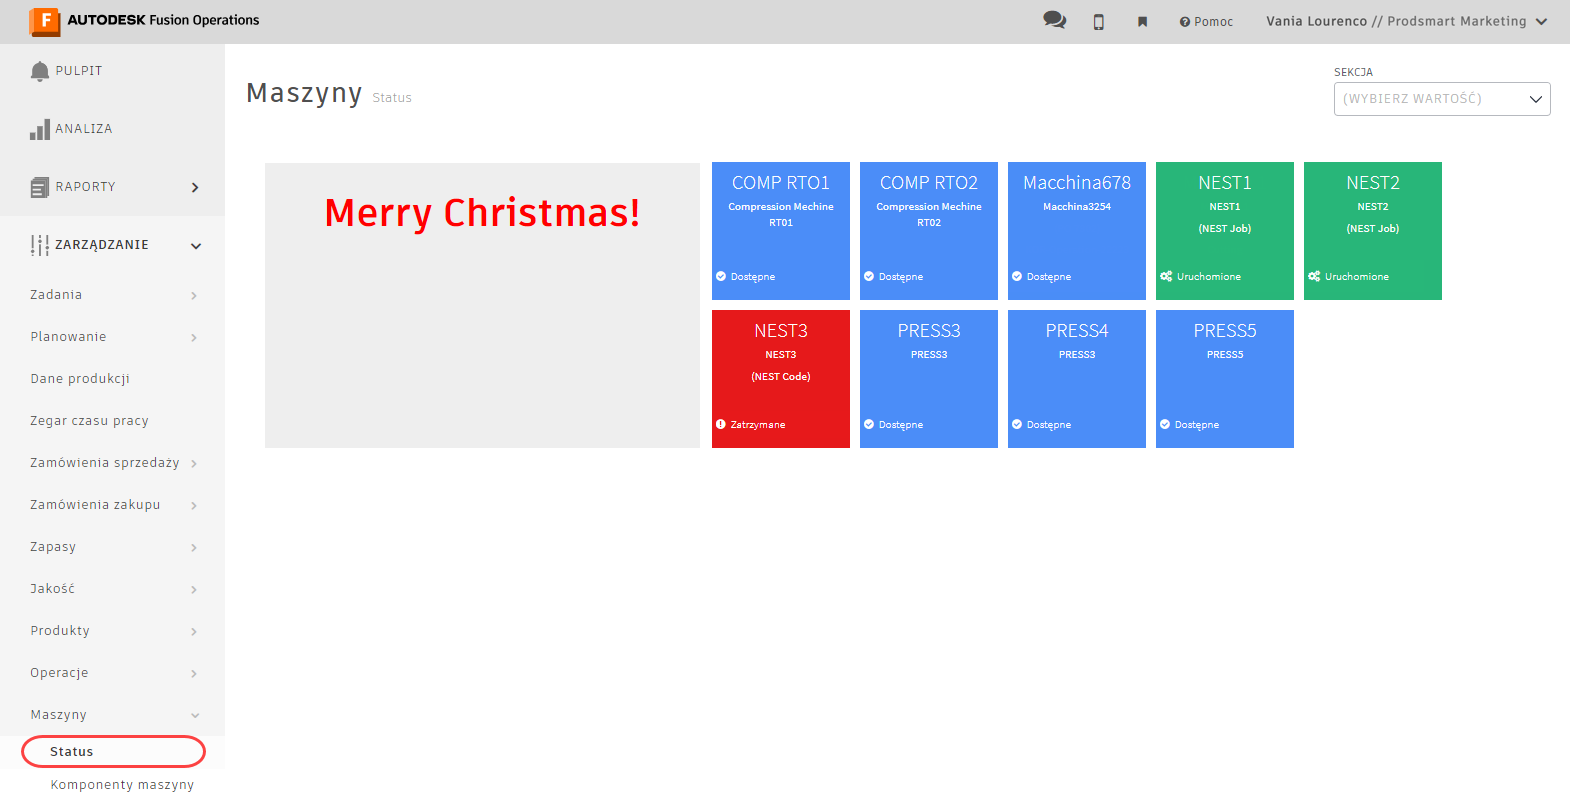 AUTODESK Fusion Operations
Pomoc
Vania Lourenco // Prodsmart Marketing
PULPIT
ANALIZA
RAPORTY
ZARZĄDZANIE
Zadania
Planowanie
Dane produkcji
Zegar czasu pracy
Zamówienia sprzedaży
Zamówienia zakupu
Zapasy
Jakość
Produkty
Operacje
Maszyny
Status
Komponenty maszyny
Maszyny Status
SEKCJA
(WYBIERZ WARTOŚĆ)
Merry Christmas!
COMP RTO1
Compression Mechine
RT01
Dostępne
COMP RTO2
Compression Mechine
RT02
Dostępne
Macchina678
Macchina3254
Dostępne
NEST1
NEST1
(NEST Job)
Uruchomione
NEST2
NEST2
(NEST Job)
Uruchomione
NEST3
NEST3
(NEST Code)
Zatrzymane
PRESS3
PRESS3
Dostępne
PRESS4
PRESS3
Dostępne
PRESS5
PRESS5
Dostępne